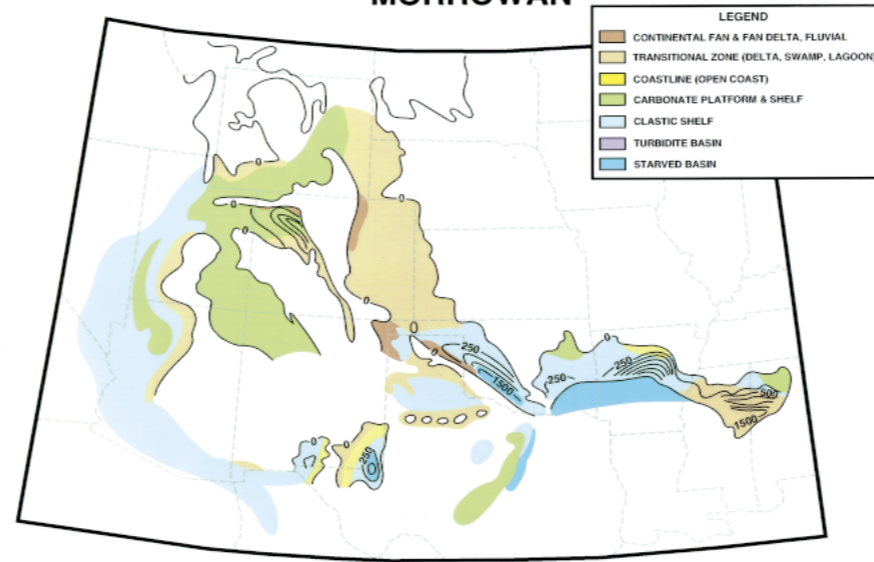 MORROWAN
LEGEND
CONTINENTAL FAN & FAN DELTA, FLUVIAL
TRANSITIONAL ZONE (DELTA, SWAMP, LAGOON)
COASTLINE (OPEN COAST)
CARBONATE PLATFORM & SHELF
CLASTIC SHELF
TURBIDITE BASIN
STARVED BASIN
0
0
0
0
0
0
0
0
250
250
250
1500
500
1500
0
0
250